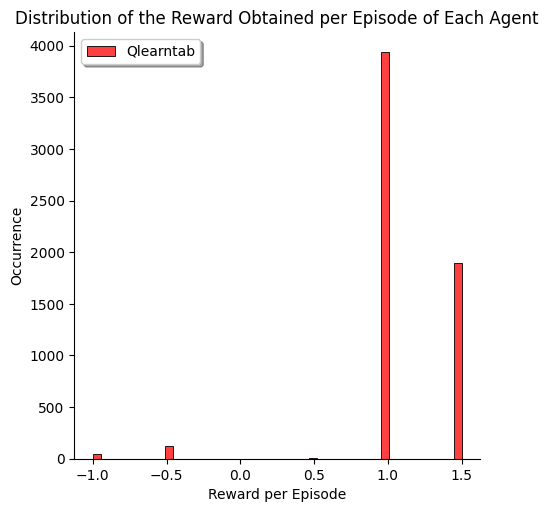 Distribution of the Reward Obtained per Episode of Each Agent
Qlearntab
4000
3500
3000
2500
2000
1500
1000
500
0
Occurrence
−1.0 −0.5 0.0 0.5 1.0 1.5
Reward per Episode